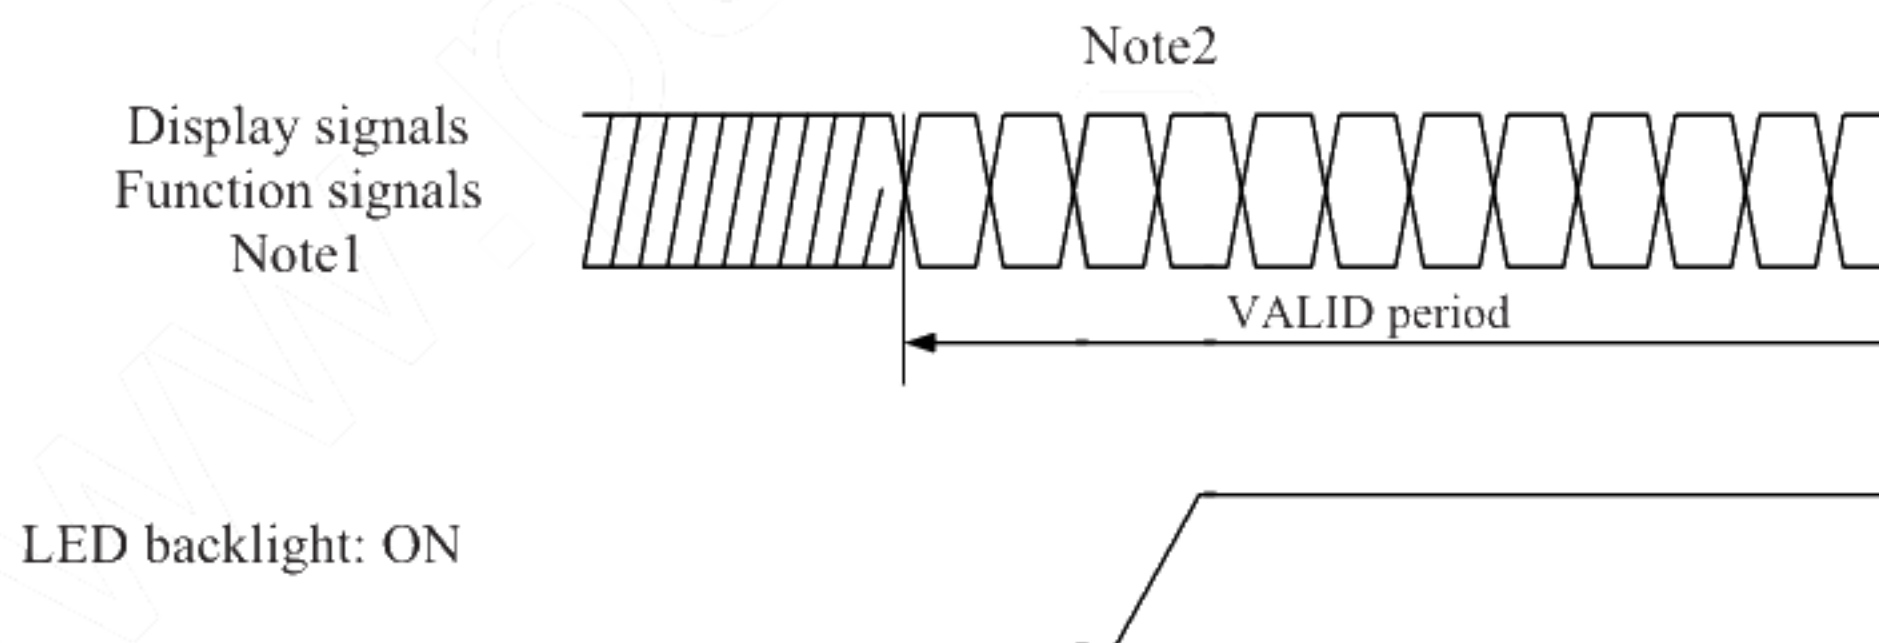 Note2
Display signals
Function signals
Note1
VALID period
LED backlight: ON